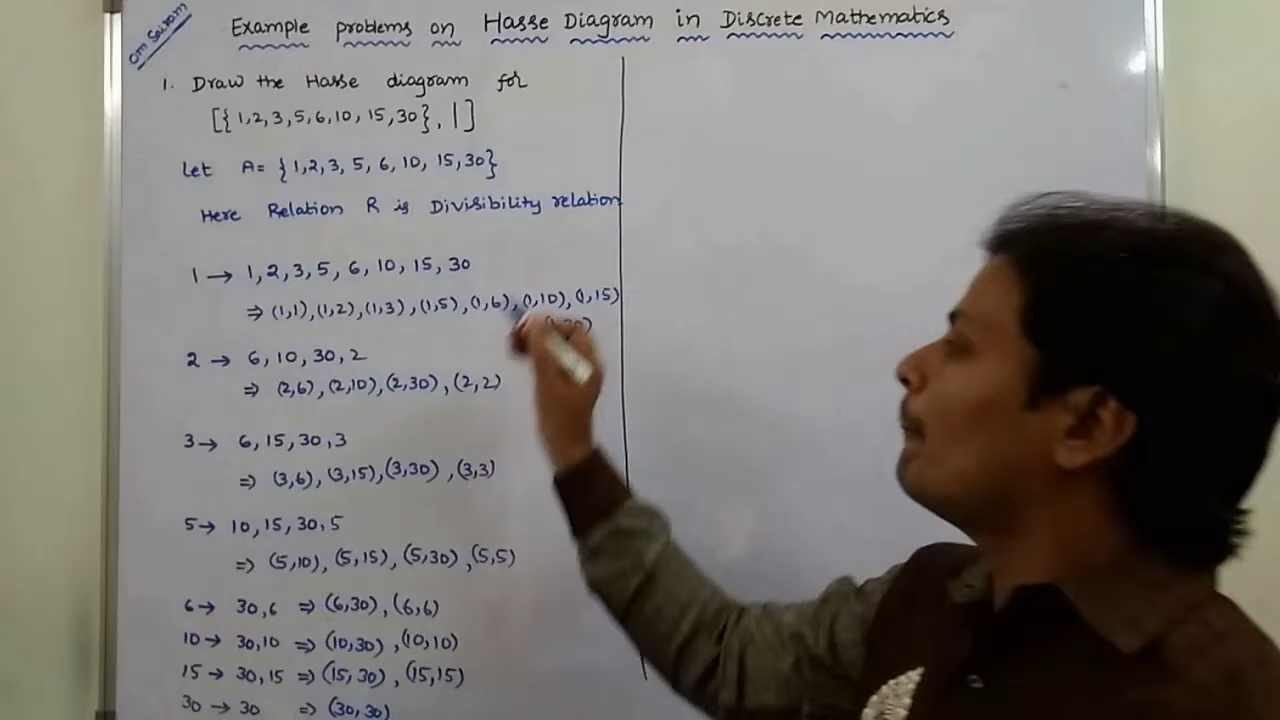 Om Sairam
Example problems on Hasse Diagram in Discrete Mathematics
1. Draw the Hasse diagram for
[{1,2,3,5,6,10,15,30}, |]
Let A= {1,2,3,5,6,10,15,30}
Here Relation R is Divisibility relation
1 → 1,2,3,5,6,10,15,30
⇒ (1,1),(1,2),(1,3),(1,5),(1,6),(1,10),(1,15)
2 → 6,10,30,2
⇒ (2,6),(2,10),(2,30),(2,2)
3 → 6,15,30,3
⇒ (3,6),(3,15),(3,30),(3,3)
5 → 10,15,30,5
⇒ (5,10),(5,15),(5,30),(5,5)
6 → 30,6 ⇒ (6,30),(6,6)
10 → 30,10 ⇒ (10,30),(10,10)
15 → 30,15 ⇒ (15,30),(15,15)
30 → 30 ⇒ (30,30)